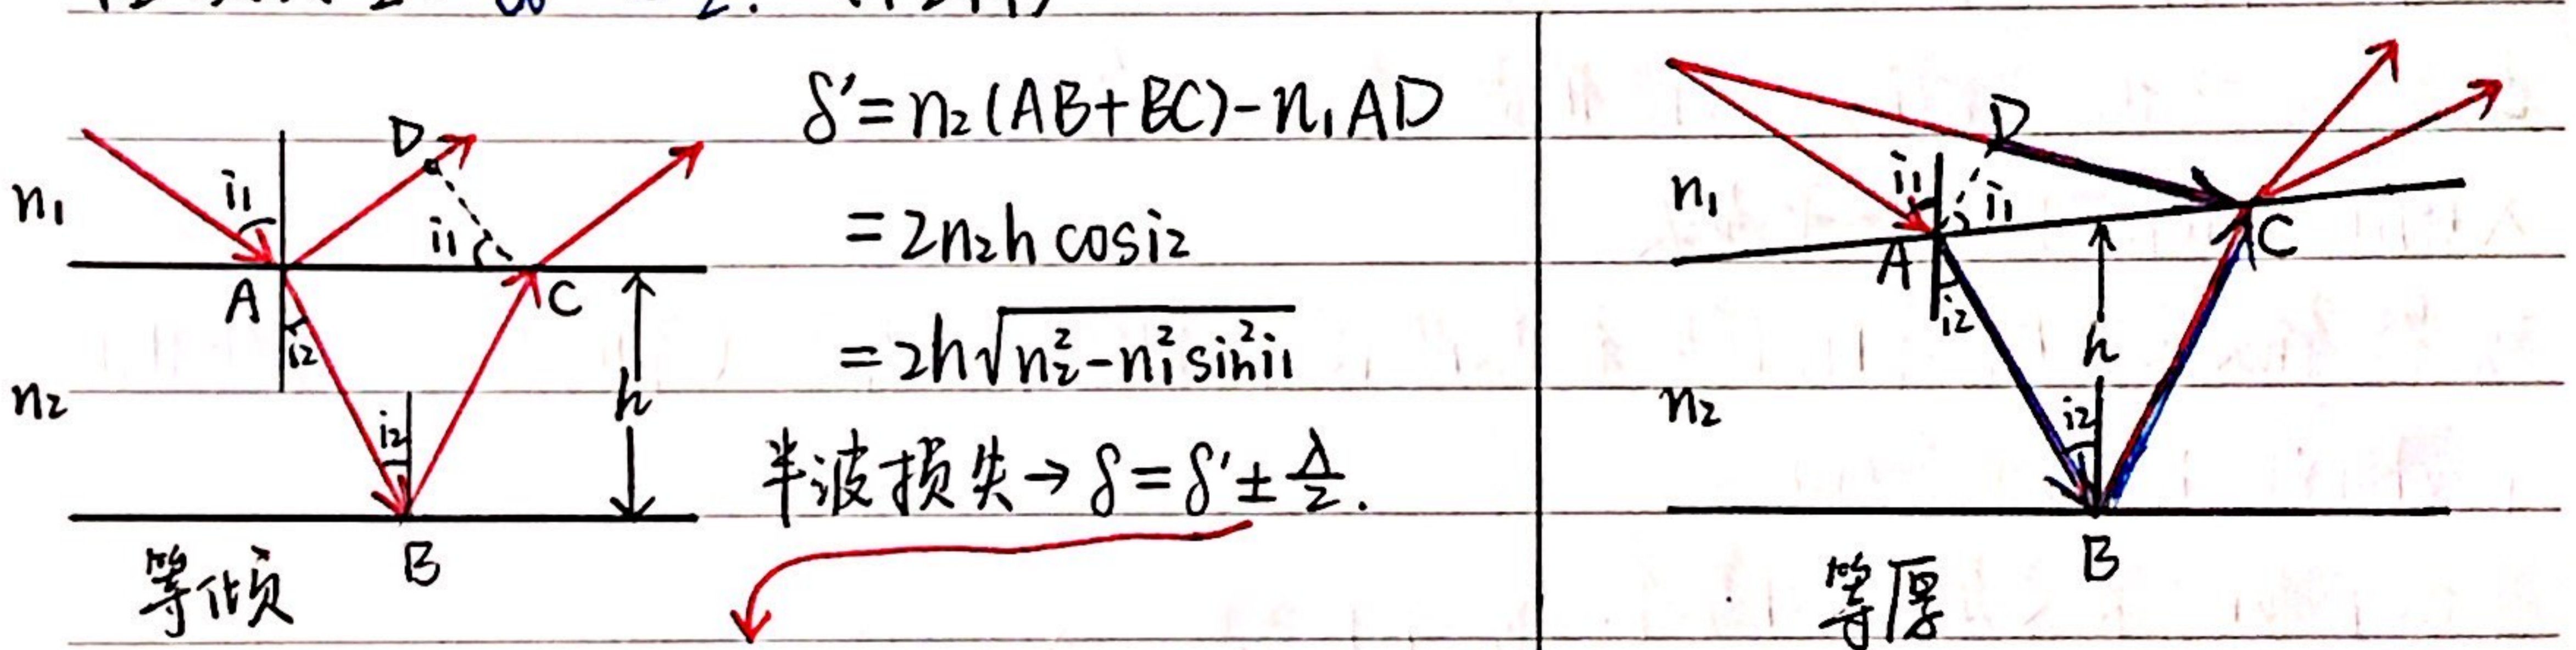 δ'=n₂(AB+BC)-n₁AD
=2n₂h cosi₂
=2h√(n₂²-n₁²sin²i₁)
半波损失→δ=δ'±λ/2.
n₁
i₁
D
i₁
A
C
i₂
n₂
i₂
h
B
等倾
n₁
i₁
D
i₁
A
C
i₂
n₂
i₂
h
B
等厚